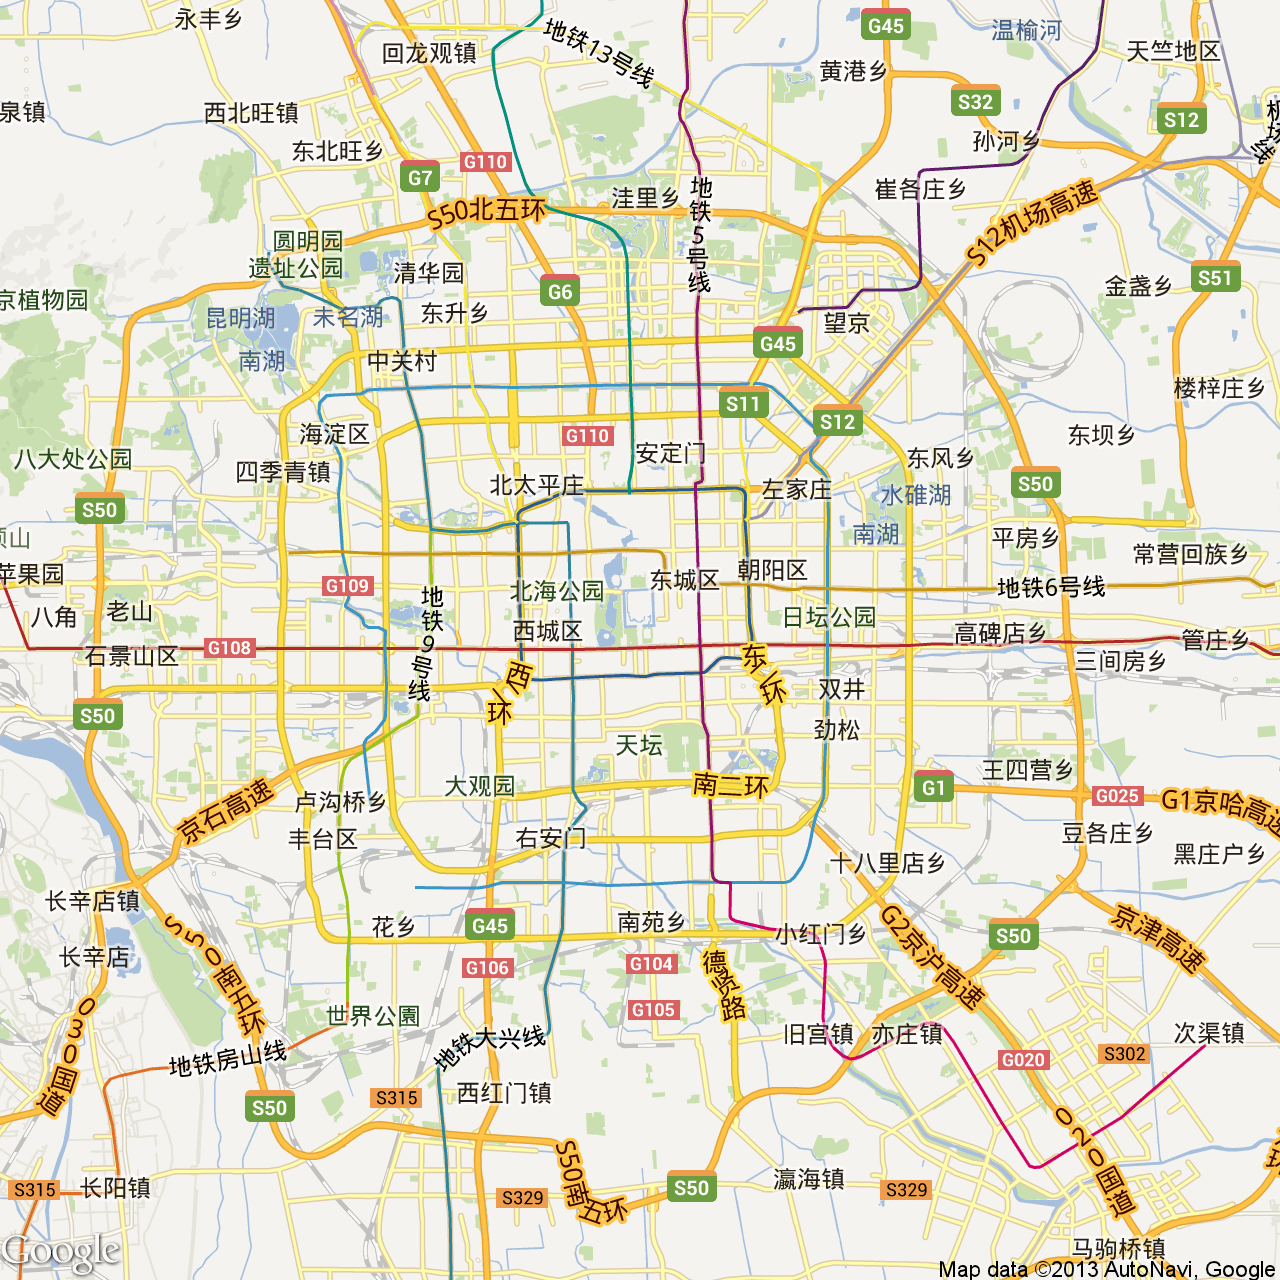 永丰乡
回龙观镇
地铁13号线
G45
温榆河
天竺地区
黄港乡
泉镇
西北旺镇
S32
S12
机场线
东北旺乡
G110
孙河乡
G7
崔各庄乡
洼里乡
地铁5号线
S50北五环
S12机场高速
圆明园
遗址公园
清华园
G6
金盏乡
S51
京植物园
昆明湖
未名湖
东升乡
望京
南湖
中关村
G45
楼梓庄乡
S11
S12
海淀区
G110
安定门
东坝乡
八大处公园
四季青镇
东风乡
北太平庄
左家庄
水碓湖
S50
S50
南湖
顶山
平房乡
常营回族乡
苹果园
G109
北海公园
东城区
朝阳区
地铁6号线
八角
老山
地铁9号线
日坛公园
西城区
高碑店乡
管庄乡
石景山区
G108
三间房乡
西二环
东二环
双井
S50
劲松
天坛
大观园
南二环
王四营乡
G1
G025
G1京哈高速
京石高速
卢沟桥乡
丰台区
右安门
豆各庄乡
黑庄户乡
十八里店乡
长辛店镇
花乡
G45
南苑乡
小红门乡
S50
京津高速
G2京沪高速
S50南五环
长辛店
G106
G104
德贤路
G105
世界公園
030国道
地铁房山线
地铁大兴线
旧宫镇
亦庄镇
次渠镇
G020
S302
S50
S315
西红门镇
020国道
S315
长阳镇
S329
S50南五环
S50
瀛海镇
S329
五环
马驹桥镇
Google
Map data ©2013 AutoNavi, Google